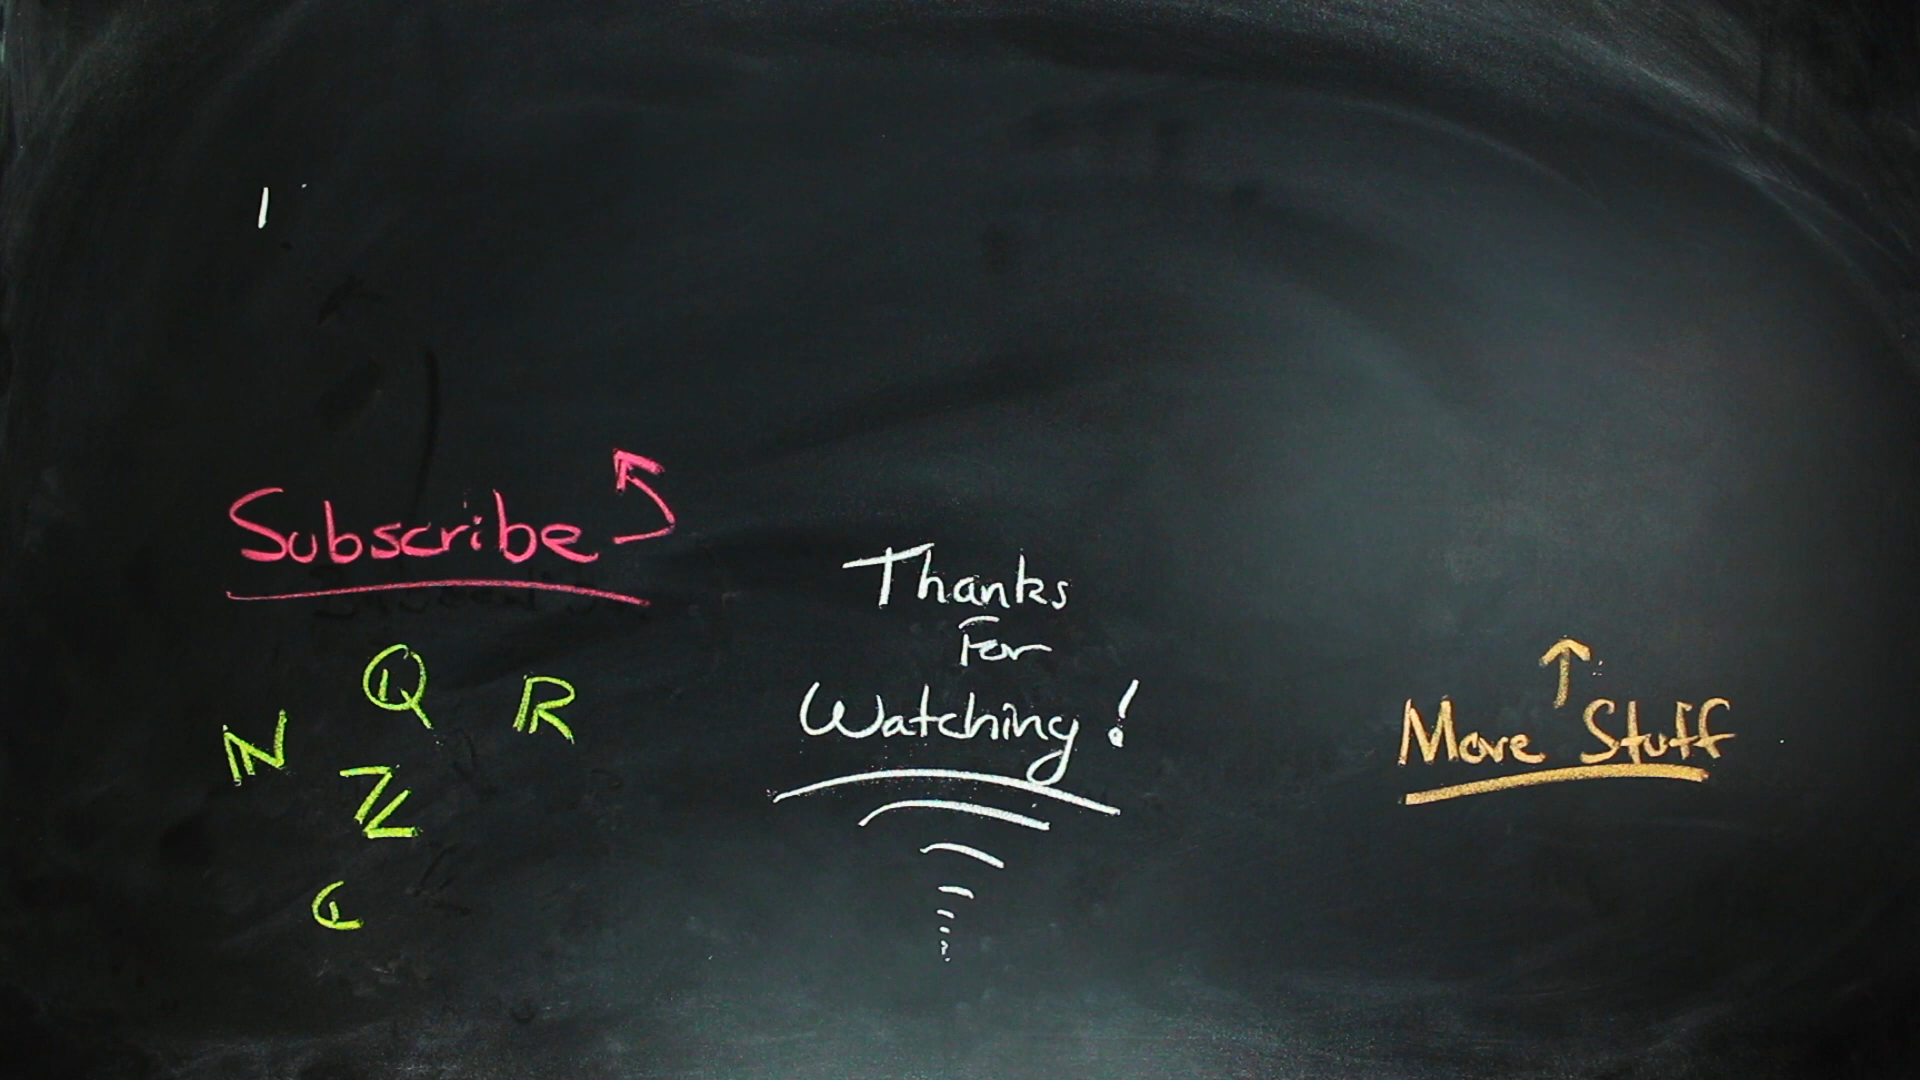 Subscribe
ℚ
ℝ
ℕ
ℤ
ℂ
Thanks
For
Watching!
More Stuff